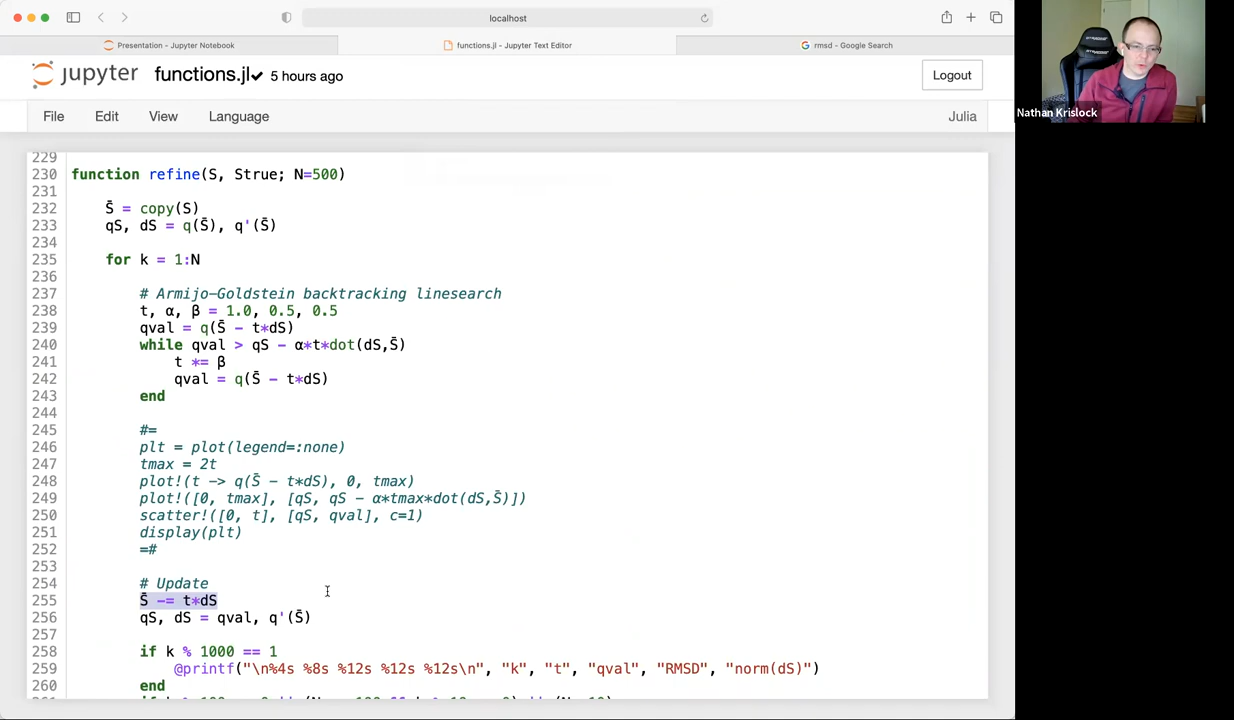 localhost
Presentation - Jupyter Notebook
functions.jl - Jupyter Text Editor
rmsd - Google Search
jupyter functions.jl✔ 5 hours ago
Logout
File Edit View Language
Julia
Nathan Krislock
229
230 function refine(S, Strue; N=500)
231
232 S̄ = copy(S)
233 qS, dS = q(S̄), q'(S̄)
234
235 for k = 1:N
236
237 # Armijo-Goldstein backtracking linesearch
238 t, α, β = 1.0, 0.5, 0.5
239 qval = q(S̄ - t*dS)
240 while qval > qS - α*t*dot(dS,S̄)
241 t *= β
242 qval = q(S̄ - t*dS)
243 end
244
245 #=
246 plt = plot(legend=:none)
247 tmax = 2t
248 plot!(t -> q(S̄ - t*dS), 0, tmax)
249 plot!([0, tmax], [qS, qS - α*tmax*dot(dS,S̄)])
250 scatter!([0, t], [qS, qval], c=1)
251 display(plt)
252 =#
253
254 # Update
255 S̄ -= t*dS
256 qS, dS = qval, q'(S̄)
257
258 if k % 1000 == 1
259 @printf("\n%4s %8s %12s %12s %12s\n", "k", "t", "qval", "RMSD", "norm(dS)")
260 end